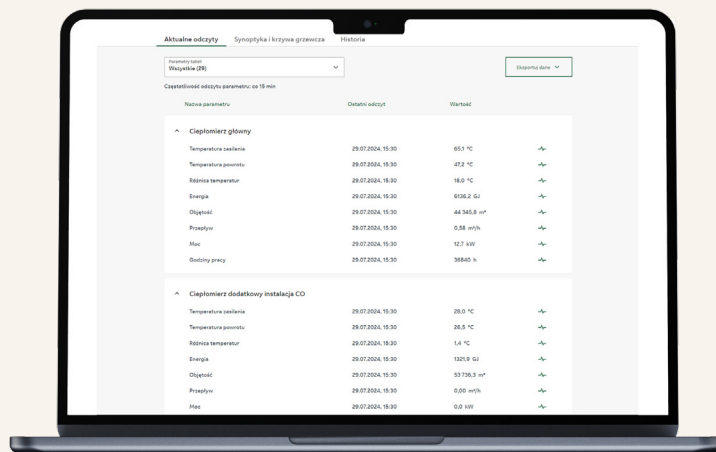 Aktualne odczyty Synoptyka i krzywa grzewcza Historia
Parametry tabeli
Wszystkie (29)
Eksportuj dane
Częstotliwość odczytu parametru: co 15 min
Nazwa parametru Ostatni odczyt Wartość
Ciepłomierz główny
Temperatura zasilania 29.07.2024, 15:30 65,1 °C
Temperatura powrotu 29.07.2024, 15:30 47,2 °C
Różnica temperatur 29.07.2024, 15:30 18,0 °C
Energia 29.07.2024, 15:30 6136,2 GJ
Objętość 29.07.2024, 15:30 44 345,8 m³
Przepływ 29.07.2024, 15:30 0,58 m³/h
Moc 29.07.2024, 15:30 12,7 kW
Godziny pracy 29.07.2024, 15:30 36840 h
Ciepłomierz dodatkowy instalacja CO
Temperatura zasilania 29.07.2024, 15:30 28,0 °C
Temperatura powrotu 29.07.2024, 15:30 26,5 °C
Różnica temperatur 29.07.2024, 15:30 1,4 °C
Energia 29.07.2024, 15:30 1321,9 GJ
Objętość 29.07.2024, 15:30 53 736,3 m³
Przepływ 29.07.2024, 15:30 0,00 m³/h
Moc 29.07.2024, 15:30 0,0 kW